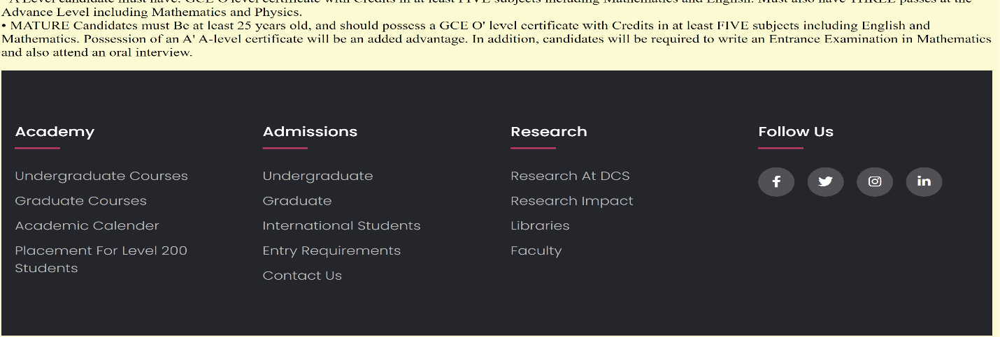 A Level candidate must have: GCE O level certificate with Credits in at least FIVE subjects including Mathematics and English. Must also have THREE passes at the
Advance Level including Mathematics and Physics.
• MATURE Candidates must Be at least 25 years old, and should possess a GCE O' level certificate with Credits in at least FIVE subjects including English and
Mathematics. Possession of an A' A-level certificate will be an added advantage. In addition, candidates will be required to write an Entrance Examination in Mathematics
and also attend an oral interview.
Academy
Undergraduate Courses
Graduate Courses
Academic Calender
Placement For Level 200
Students
Admissions
Undergraduate
Graduate
International Students
Entry Requirements
Contact Us
Research
Research At DCS
Research Impact
Libraries
Faculty
Follow Us